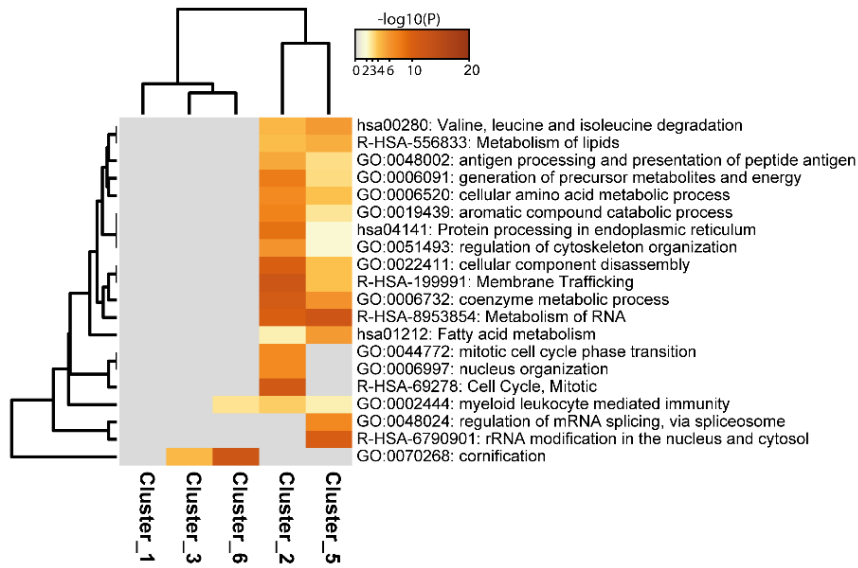 -log10(P)
0 2 3 4 6 10 20
hsa00280: Valine, leucine and isoleucine degradation
R-HSA-556833: Metabolism of lipids
GO:0048002: antigen processing and presentation of peptide antigen
GO:0006091: generation of precursor metabolites and energy
GO:0006520: cellular amino acid metabolic process
GO:0019439: aromatic compound catabolic process
hsa04141: Protein processing in endoplasmic reticulum
GO:0051493: regulation of cytoskeleton organization
GO:0022411: cellular component disassembly
R-HSA-199991: Membrane Trafficking
GO:0006732: coenzyme metabolic process
R-HSA-8953854: Metabolism of RNA
hsa01212: Fatty acid metabolism
GO:0044772: mitotic cell cycle phase transition
GO:0006997: nucleus organization
R-HSA-69278: Cell Cycle, Mitotic
GO:0002444: myeloid leukocyte mediated immunity
GO:0048024: regulation of mRNA splicing, via spliceosome
R-HSA-6790901: rRNA modification in the nucleus and cytosol
GO:0070268: cornification
Cluster_1
Cluster_3
Cluster_6
Cluster_2
Cluster_5